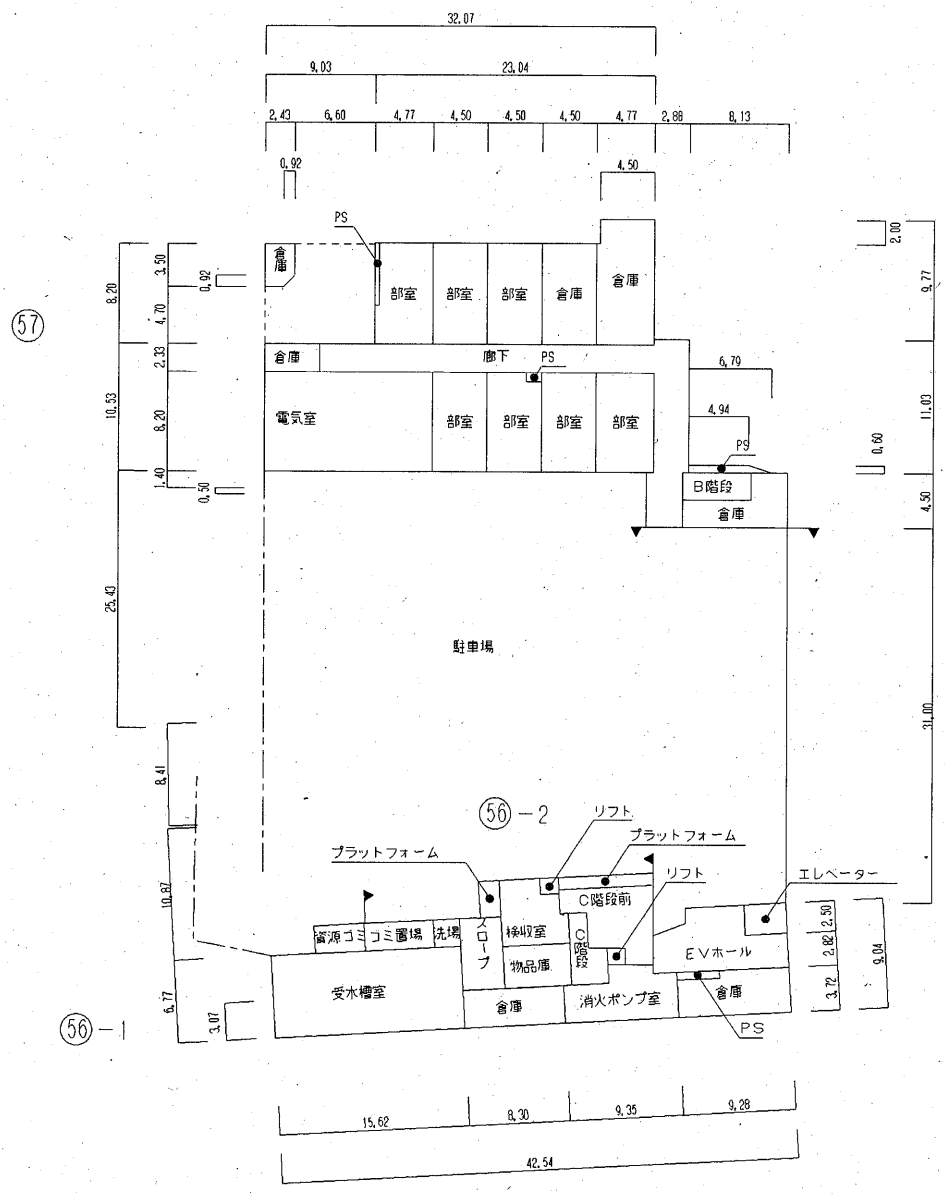 32.07
9.03
23.04
2.43
6.60
4.77
4.50
4.50
4.50
4.77
2.88
8.13
0.92
4.50
PS
2.00
9.77
8.20
3.50
0.92
4.70
倉庫
部室
部室
部室
倉庫
倉庫
57
2.33
倉庫
廊下
PS
6.79
11.03
10.53
8.20
電気室
部室
部室
部室
部室
4.94
PS
0.60
1.40
0.50
B階段
倉庫
4.50
25.43
駐車場
31.00
8.41
56-2
リフト
プラットフォーム
プラットフォーム
リフト
エレベーター
10.87
C階段前
資源ゴミ
ゴミ置場
洗場
スロープ
検収室
C階段
EVホール
2.50
2.82
9.04
物品庫
6.77
3.07
受水槽室
倉庫
消火ポンプ室
倉庫
3.72
56-1
PS
15.62
8.30
9.35
9.28
42.54